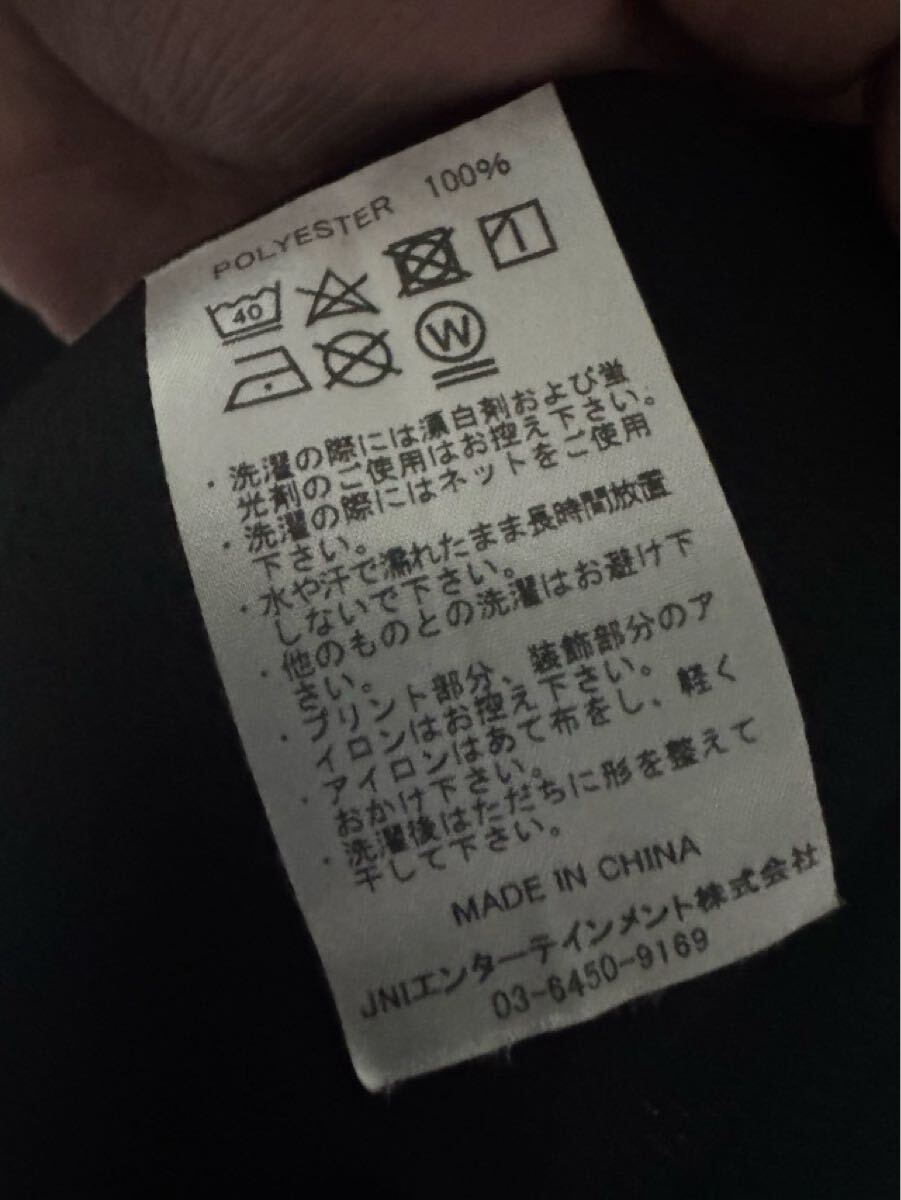 POLYESTER 100%
40
W
・洗濯の際には漂白剤および蛍
光剤のご使用はお控え下さい。
・洗濯の際にはネットをご使用
下さい。
・水や汗で濡れたまま長時間放置
しないで下さい。
・他のものとの洗濯はお避け下
さい。
・プリント部分、装飾部分のア
イロンはお控え下さい。
・アイロンはあて布をし、軽く
おかけ下さい。
・洗濯後はただちに形を整えて
干して下さい。
MADE IN CHINA
JNIエンターテインメント株式会社
03-6450-9169